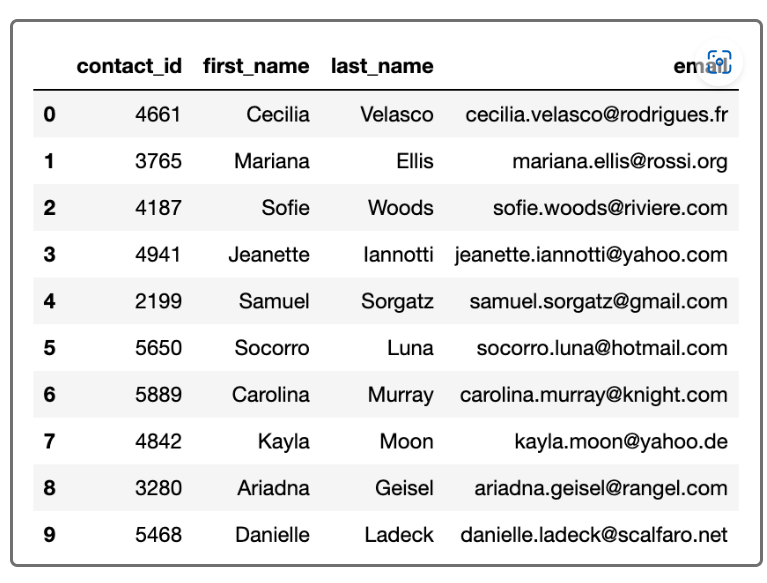 contact_id first_name last_name email
0 4661 Cecilia Velasco cecilia.velasco@rodrigues.fr
1 3765 Mariana Ellis mariana.ellis@rossi.org
2 4187 Sofie Woods sofie.woods@riviere.com
3 4941 Jeanette Iannotti jeanette.iannotti@yahoo.com
4 2199 Samuel Sorgatz samuel.sorgatz@gmail.com
5 5650 Socorro Luna socorro.luna@hotmail.com
6 5889 Carolina Murray carolina.murray@knight.com
7 4842 Kayla Moon kayla.moon@yahoo.de
8 3280 Ariadna Geisel ariadna.geisel@rangel.com
9 5468 Danielle Ladeck danielle.ladeck@scalfaro.net